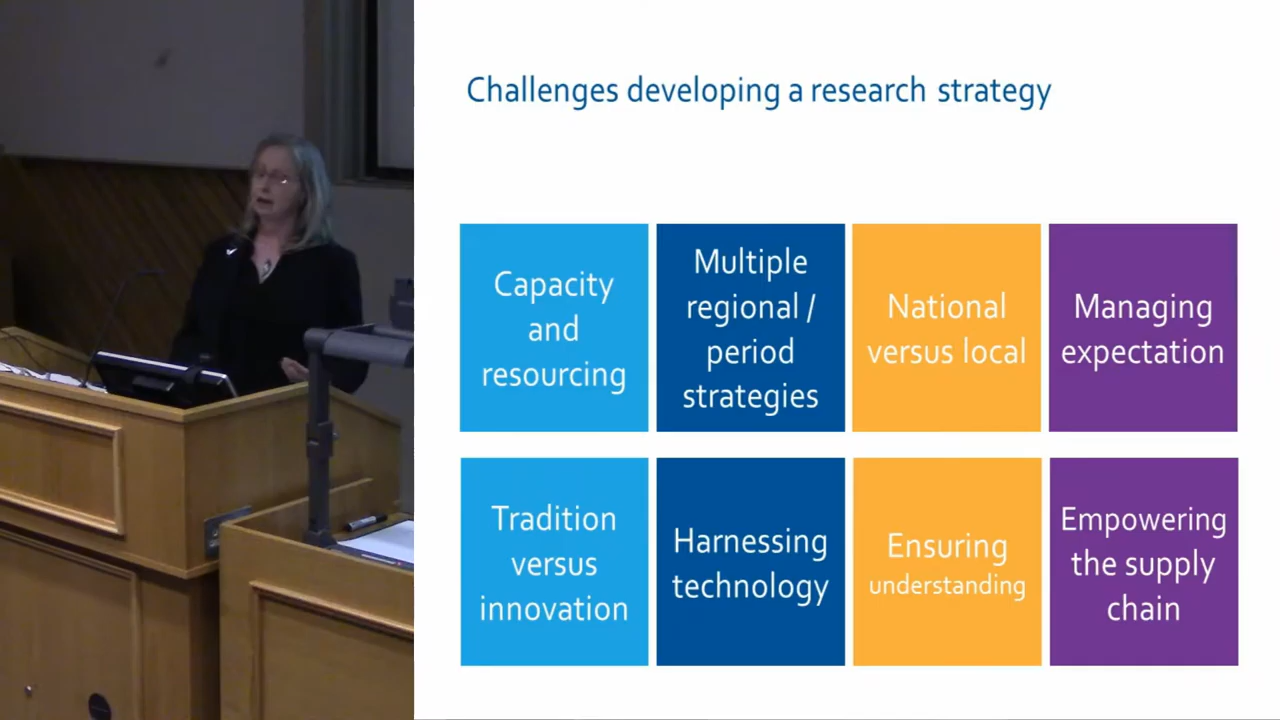 Challenges developing a research strategy
Capacity
and
resourcing
Multiple
regional /
period
strategies
National
versus local
Managing
expectation
Tradition
versus
innovation
Harnessing
technology
Ensuring
understanding
Empowering
the supply
chain